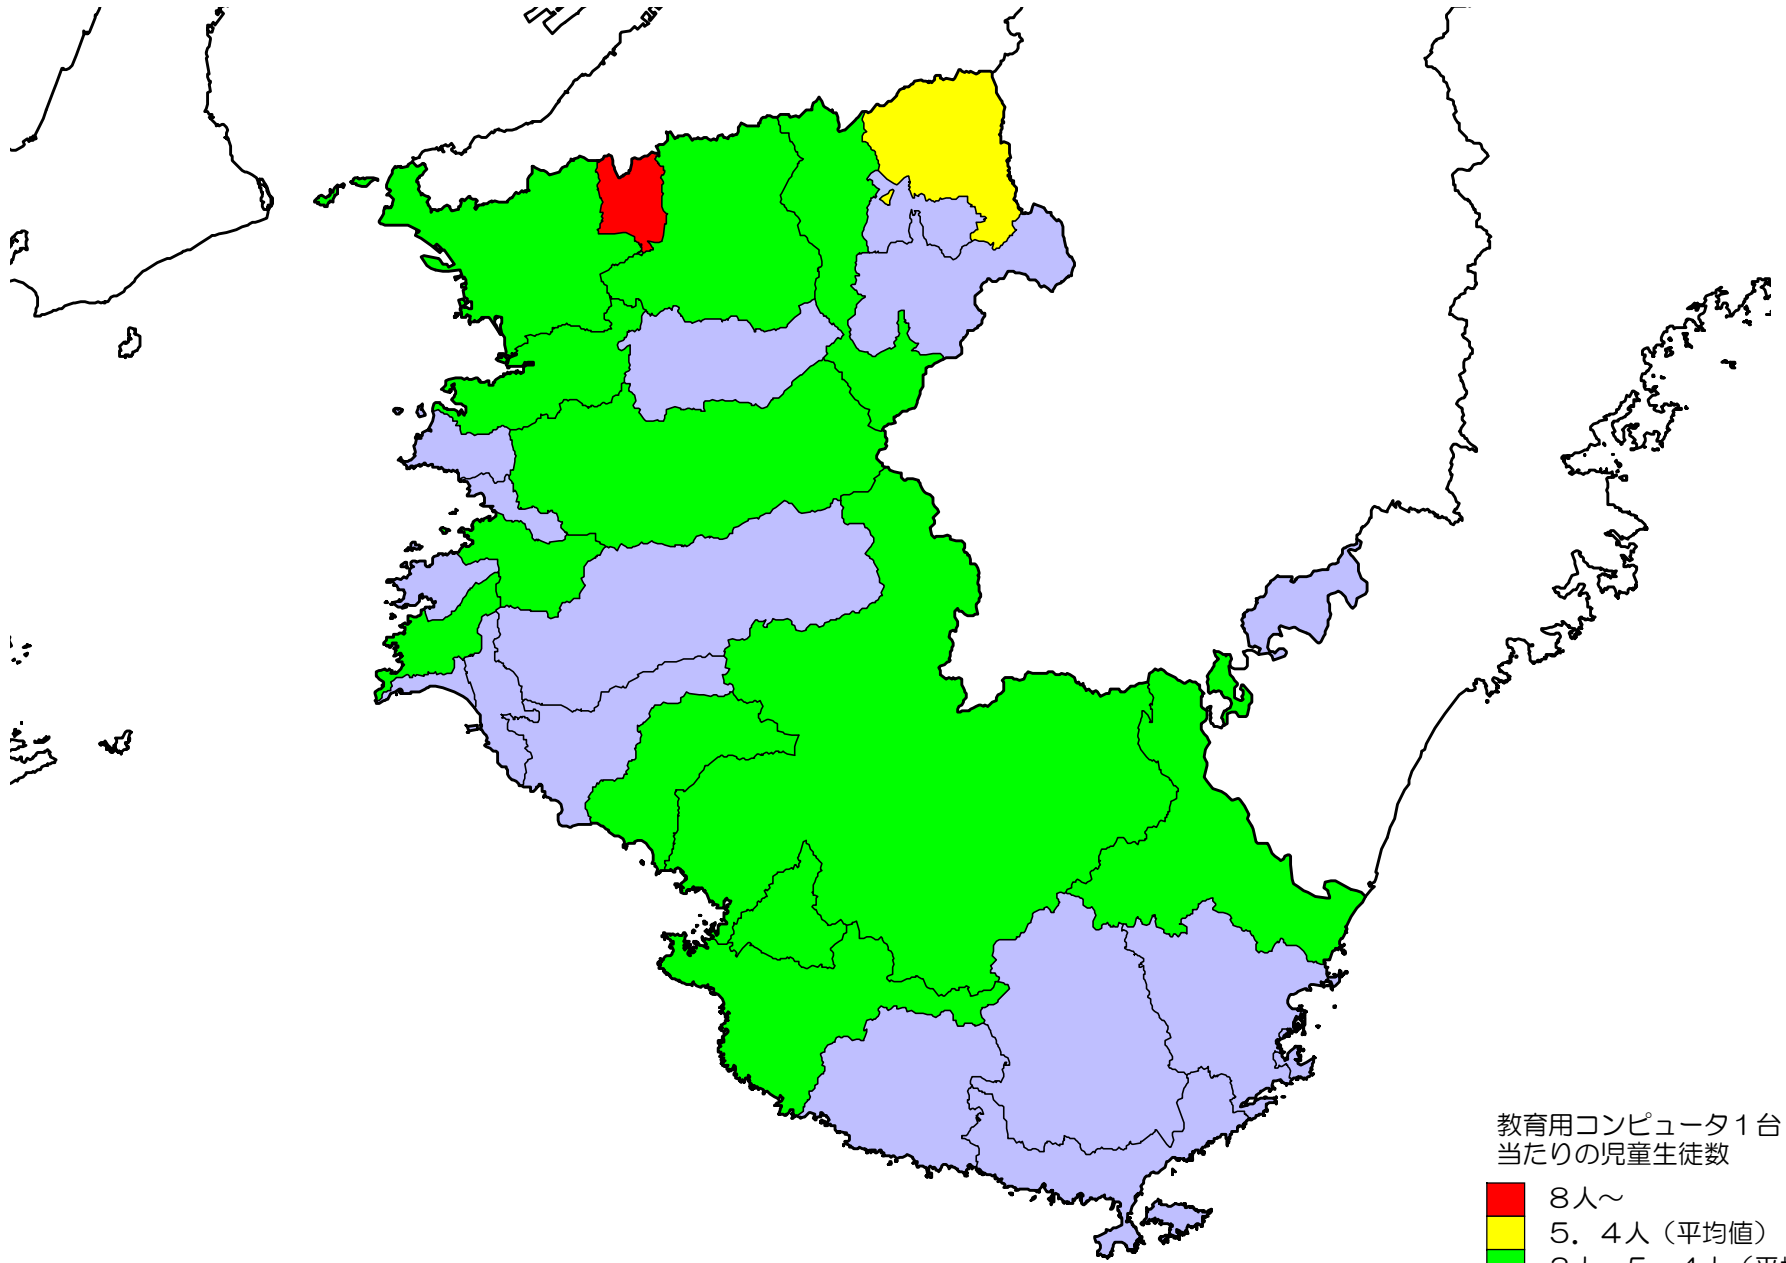 教育用コンピュータ１台
当たりの児童生徒数
８人～
５．４人（平均値）